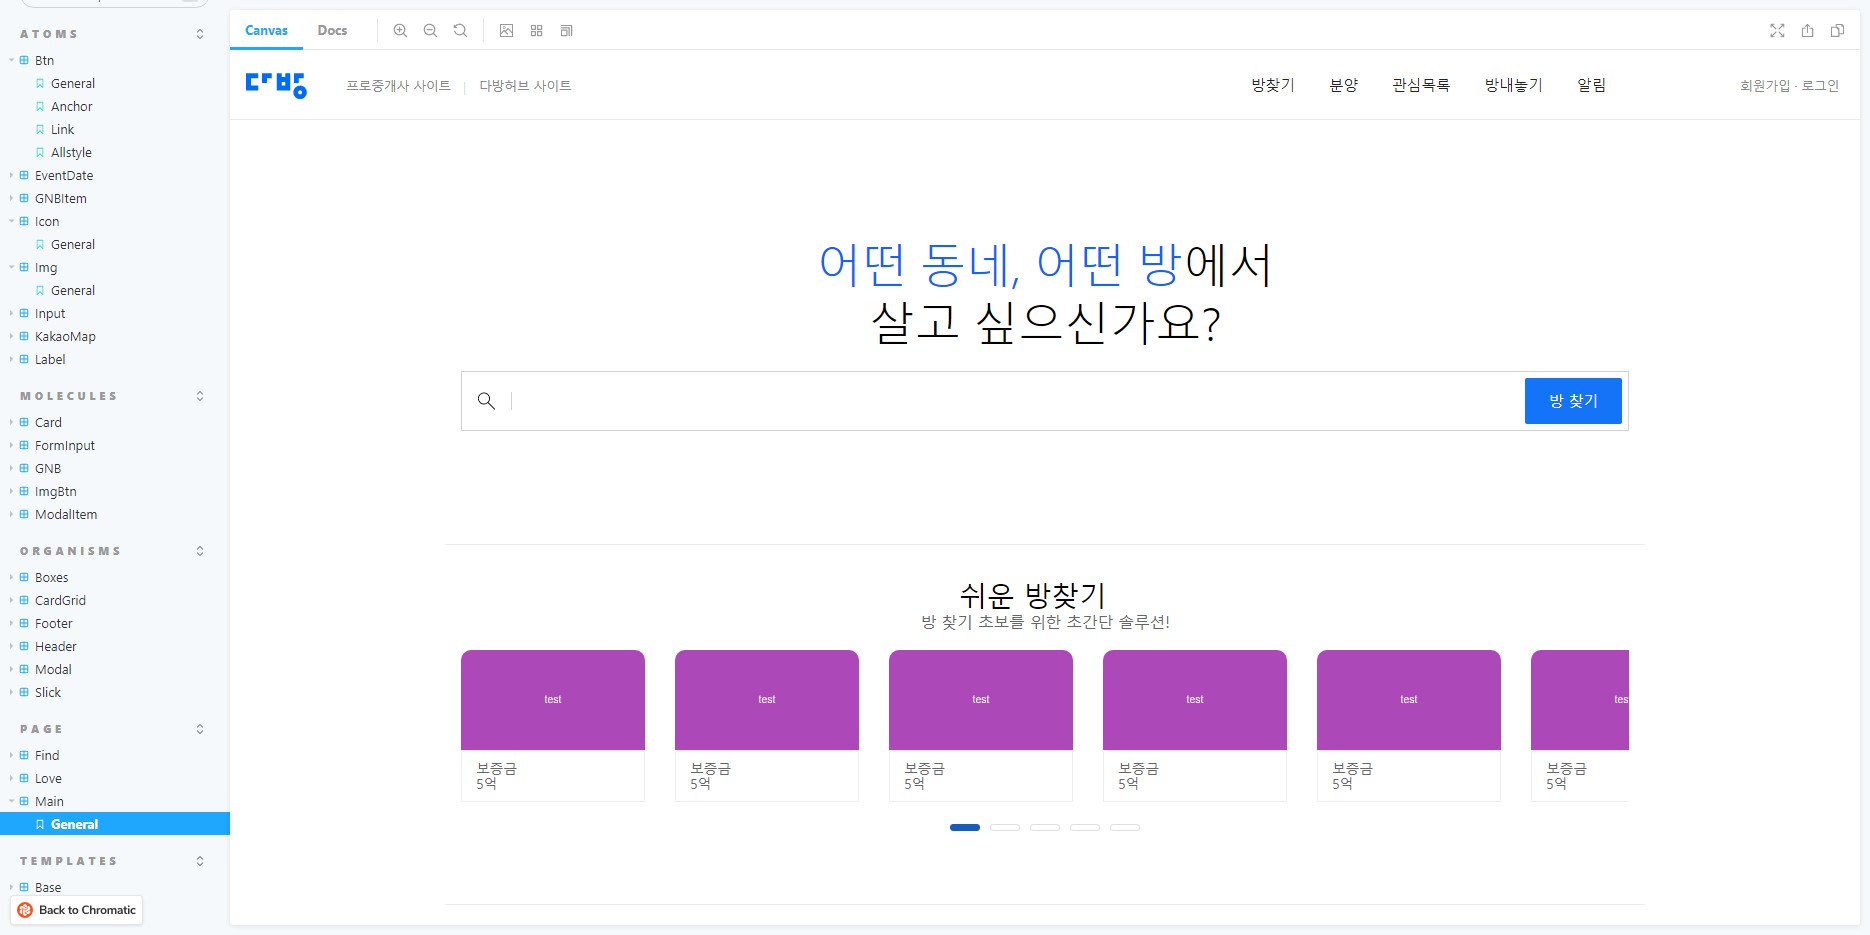 ATOMS
Btn
General
Anchor
Link
Allstyle
EventDate
GNBItem
Icon
General
Img
General
Input
KakaoMap
Label
MOLECULES
Card
FormInput
GNB
ImgBtn
ModalItem
ORGANISMS
Boxes
CardGrid
Footer
Header
Modal
Slick
PAGE
Find
Love
Main
General
TEMPLATES
Base
Back to Chromatic
Canvas Docs
다방 프로중개사 사이트 | 다방허브 사이트 방찾기 분양 관심목록 방내놓기 알림 회원가입 · 로그인
어떤 동네, 어떤 방에서
살고 싶으신가요?
방 찾기
쉬운 방찾기
방 찾기 초보를 위한 초간단 솔루션!
test test test test test tes
보증금 보증금 보증금 보증금 보증금 보증금
5억 5억 5억 5억 5억 5억